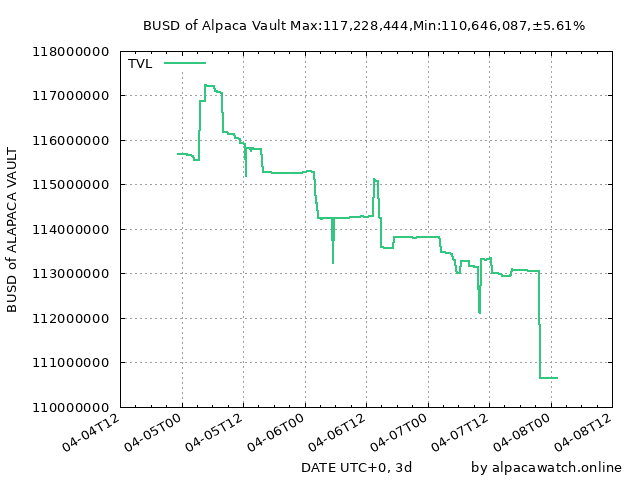 BUSD of Alpaca Vault Max:117,228,444,Min:110,646,087,±5.61%
TVL
118000000
117000000
116000000
115000000
114000000
113000000
112000000
111000000
110000000
BUSD of ALAPACA VAULT
04-04T12
04-05T00
04-05T12
04-06T00
04-06T12
04-07T00
04-07T12
04-08T00
04-08T12
DATE UTC+0, 3d
by alpacawatch.online